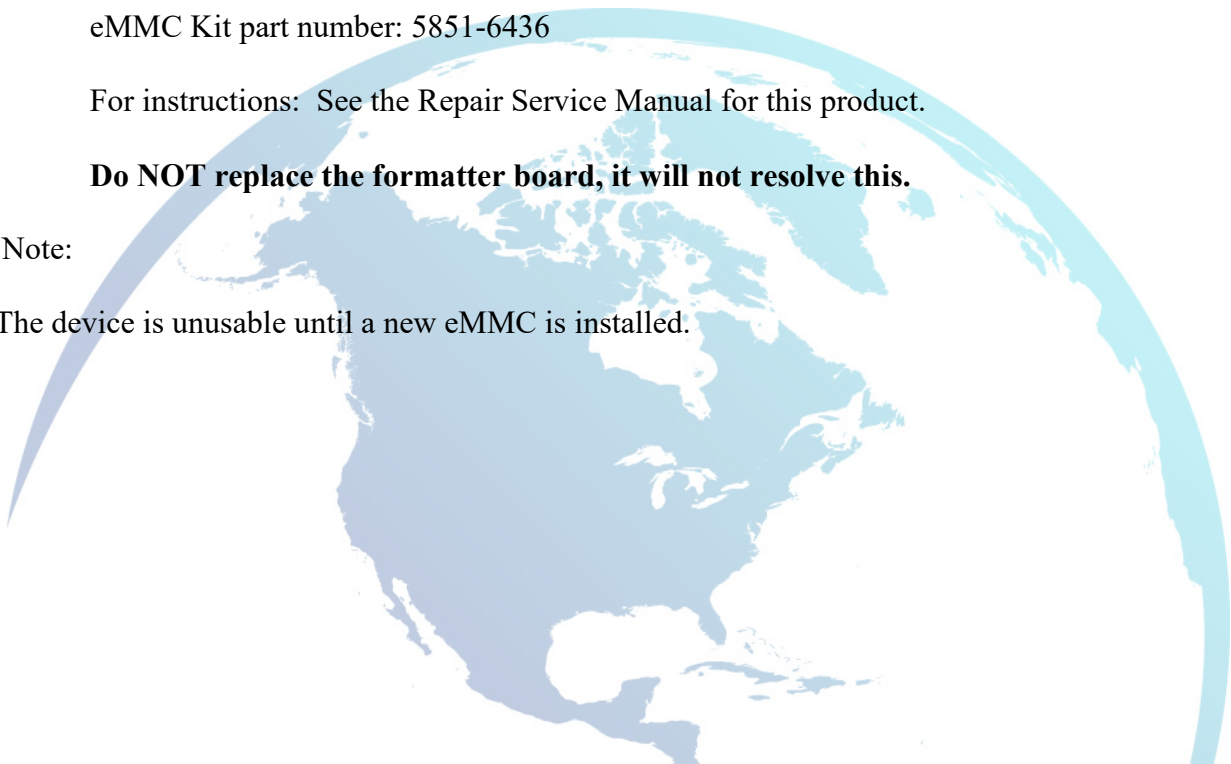 eMMC Kit part number: 5851-6436
For instructions:  See the Repair Service Manual for this product.
Do NOT replace the formatter board, it will not resolve this.
Note:
The device is unusable until a new eMMC is installed.